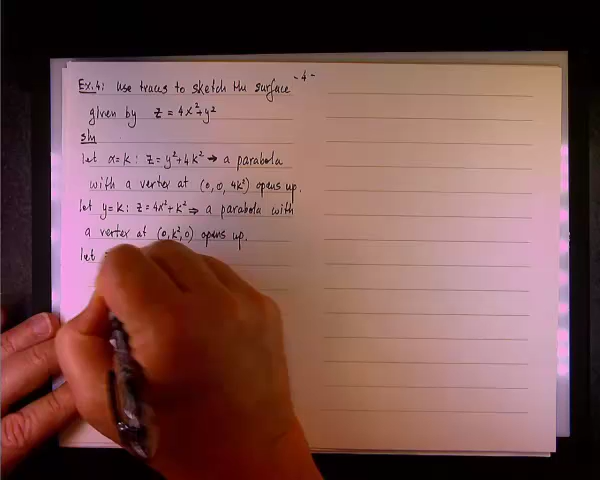 - 4 -
Ex.4: use traces to sketch the surface
given by z = 4x²+y²
sln
let x=k: z=y²+4k² → a parabola
with a vertex at (0, 0, 4k²) opens up.
let y=k: z=4x²+k² ⇒ a parabola with
a vertex at (0, k², 0) opens up.
let